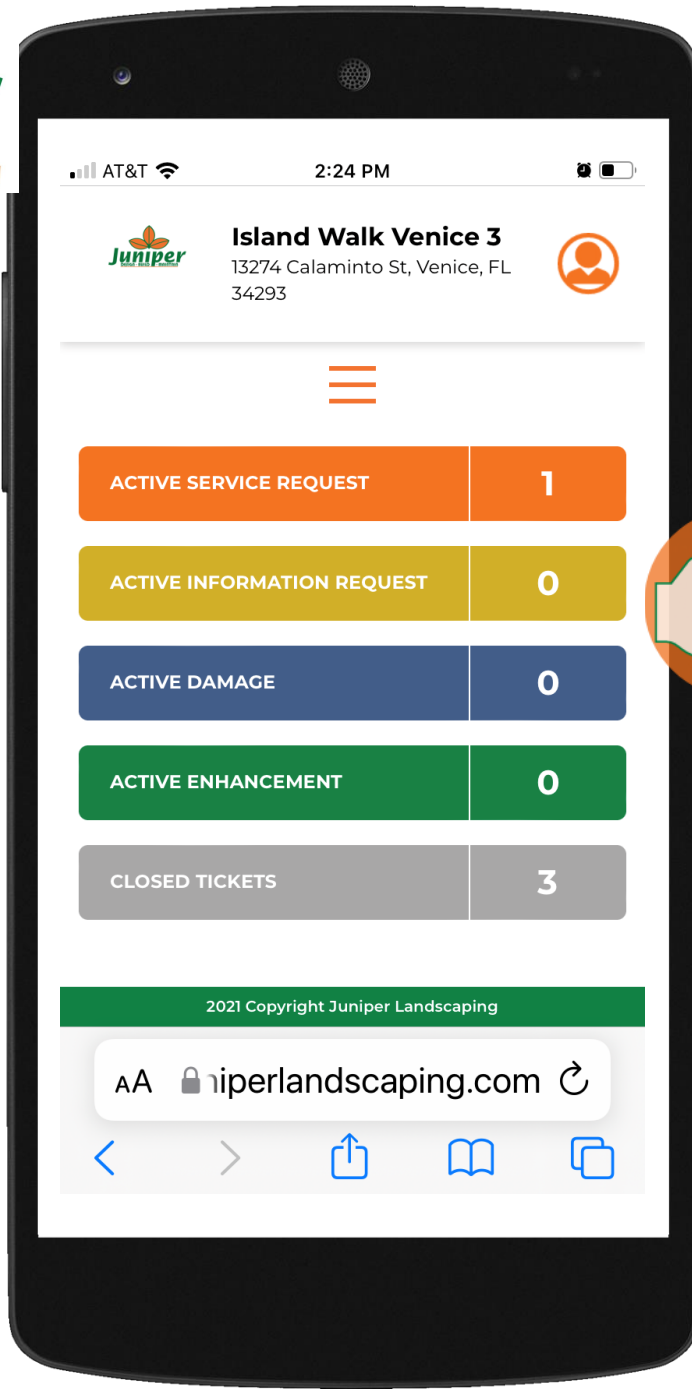 AT&T
2:24 PM
Juniper
Island Walk Venice 3
13274 Calaminto St, Venice, FL
34293
ACTIVE SERVICE REQUEST 1
ACTIVE INFORMATION REQUEST 0
ACTIVE DAMAGE 0
ACTIVE ENHANCEMENT 0
CLOSED TICKETS 3
2021 Copyright Juniper Landscaping
AA niperlandscaping.com